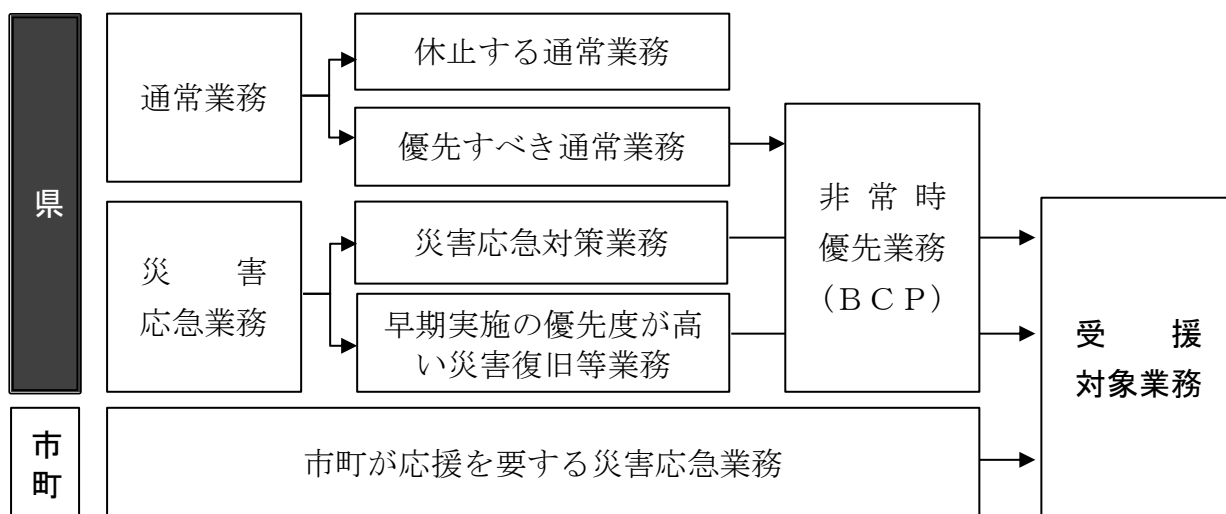 県
通常業務
休止する通常業務
優先すべき通常業務
災害
応急業務
災害応急対策業務
早期実施の優先度が高
い災害復旧等業務
非常時
優先業務
（ＢＣＰ）
受援
対象業務
市
町
市町が応援を要する災害応急業務